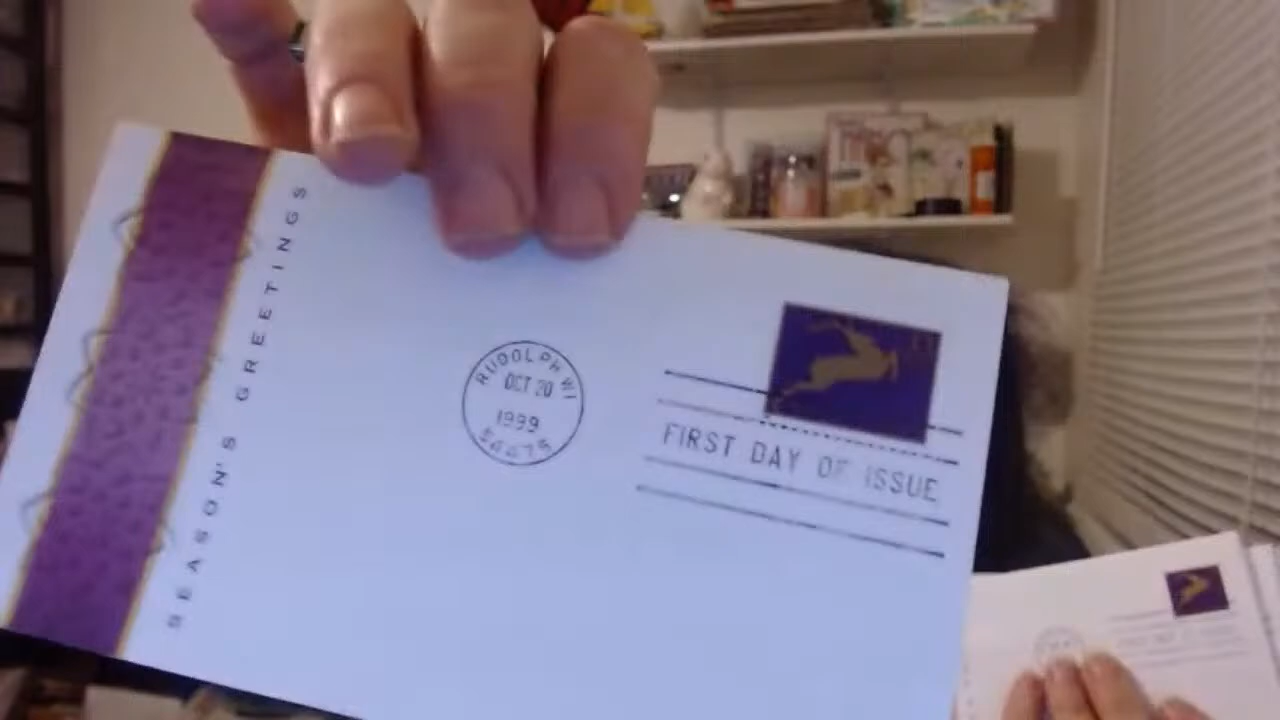 SEASON'S GREETINGS
RUDOLPH WI
OCT 20
1999
54475
FIRST DAY OF ISSUE